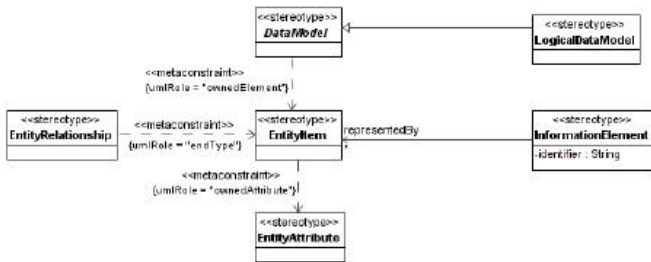 <<stereotype>>
DataModel
<<stereotype>>
LogicalDataModel
<<metaconstraint>>
{umlRole = "ownedElement"}
<<stereotype>>
EntityRelationship
<<metaconstraint>>
{umlRole = "endType"}
<<stereotype>>
EntityItem
representedBy
*
<<stereotype>>
InformationElement
-identifier : String
<<metaconstraint>>
{umlRole = "ownedAttribute"}
<<stereotype>>
EntityAttribute